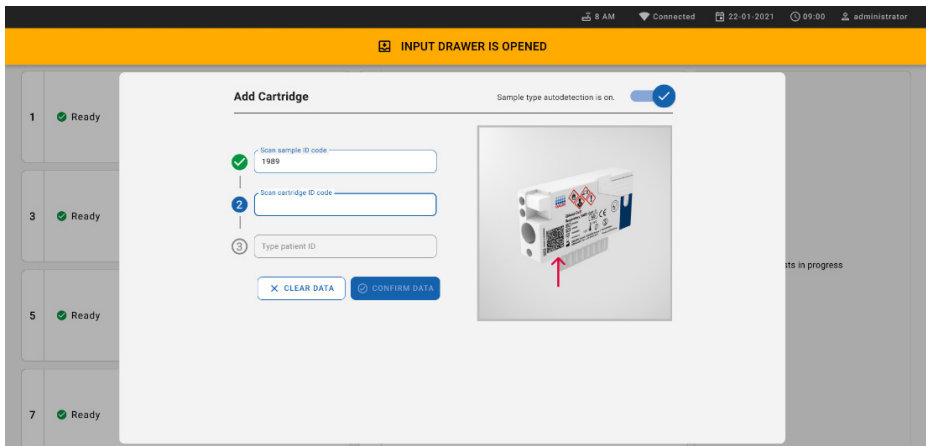 8 AM Connected 22-01-2021 09:00 administrator
INPUT DRAWER IS OPENED
Add Cartridge
Sample type autodetection is on.
1 Ready
Scan sample ID code
1989
Scan cartridge ID code
2
3 Ready
3 Type patient ID
sts in progress
CLEAR DATA CONFIRM DATA
5 Ready
7 Ready